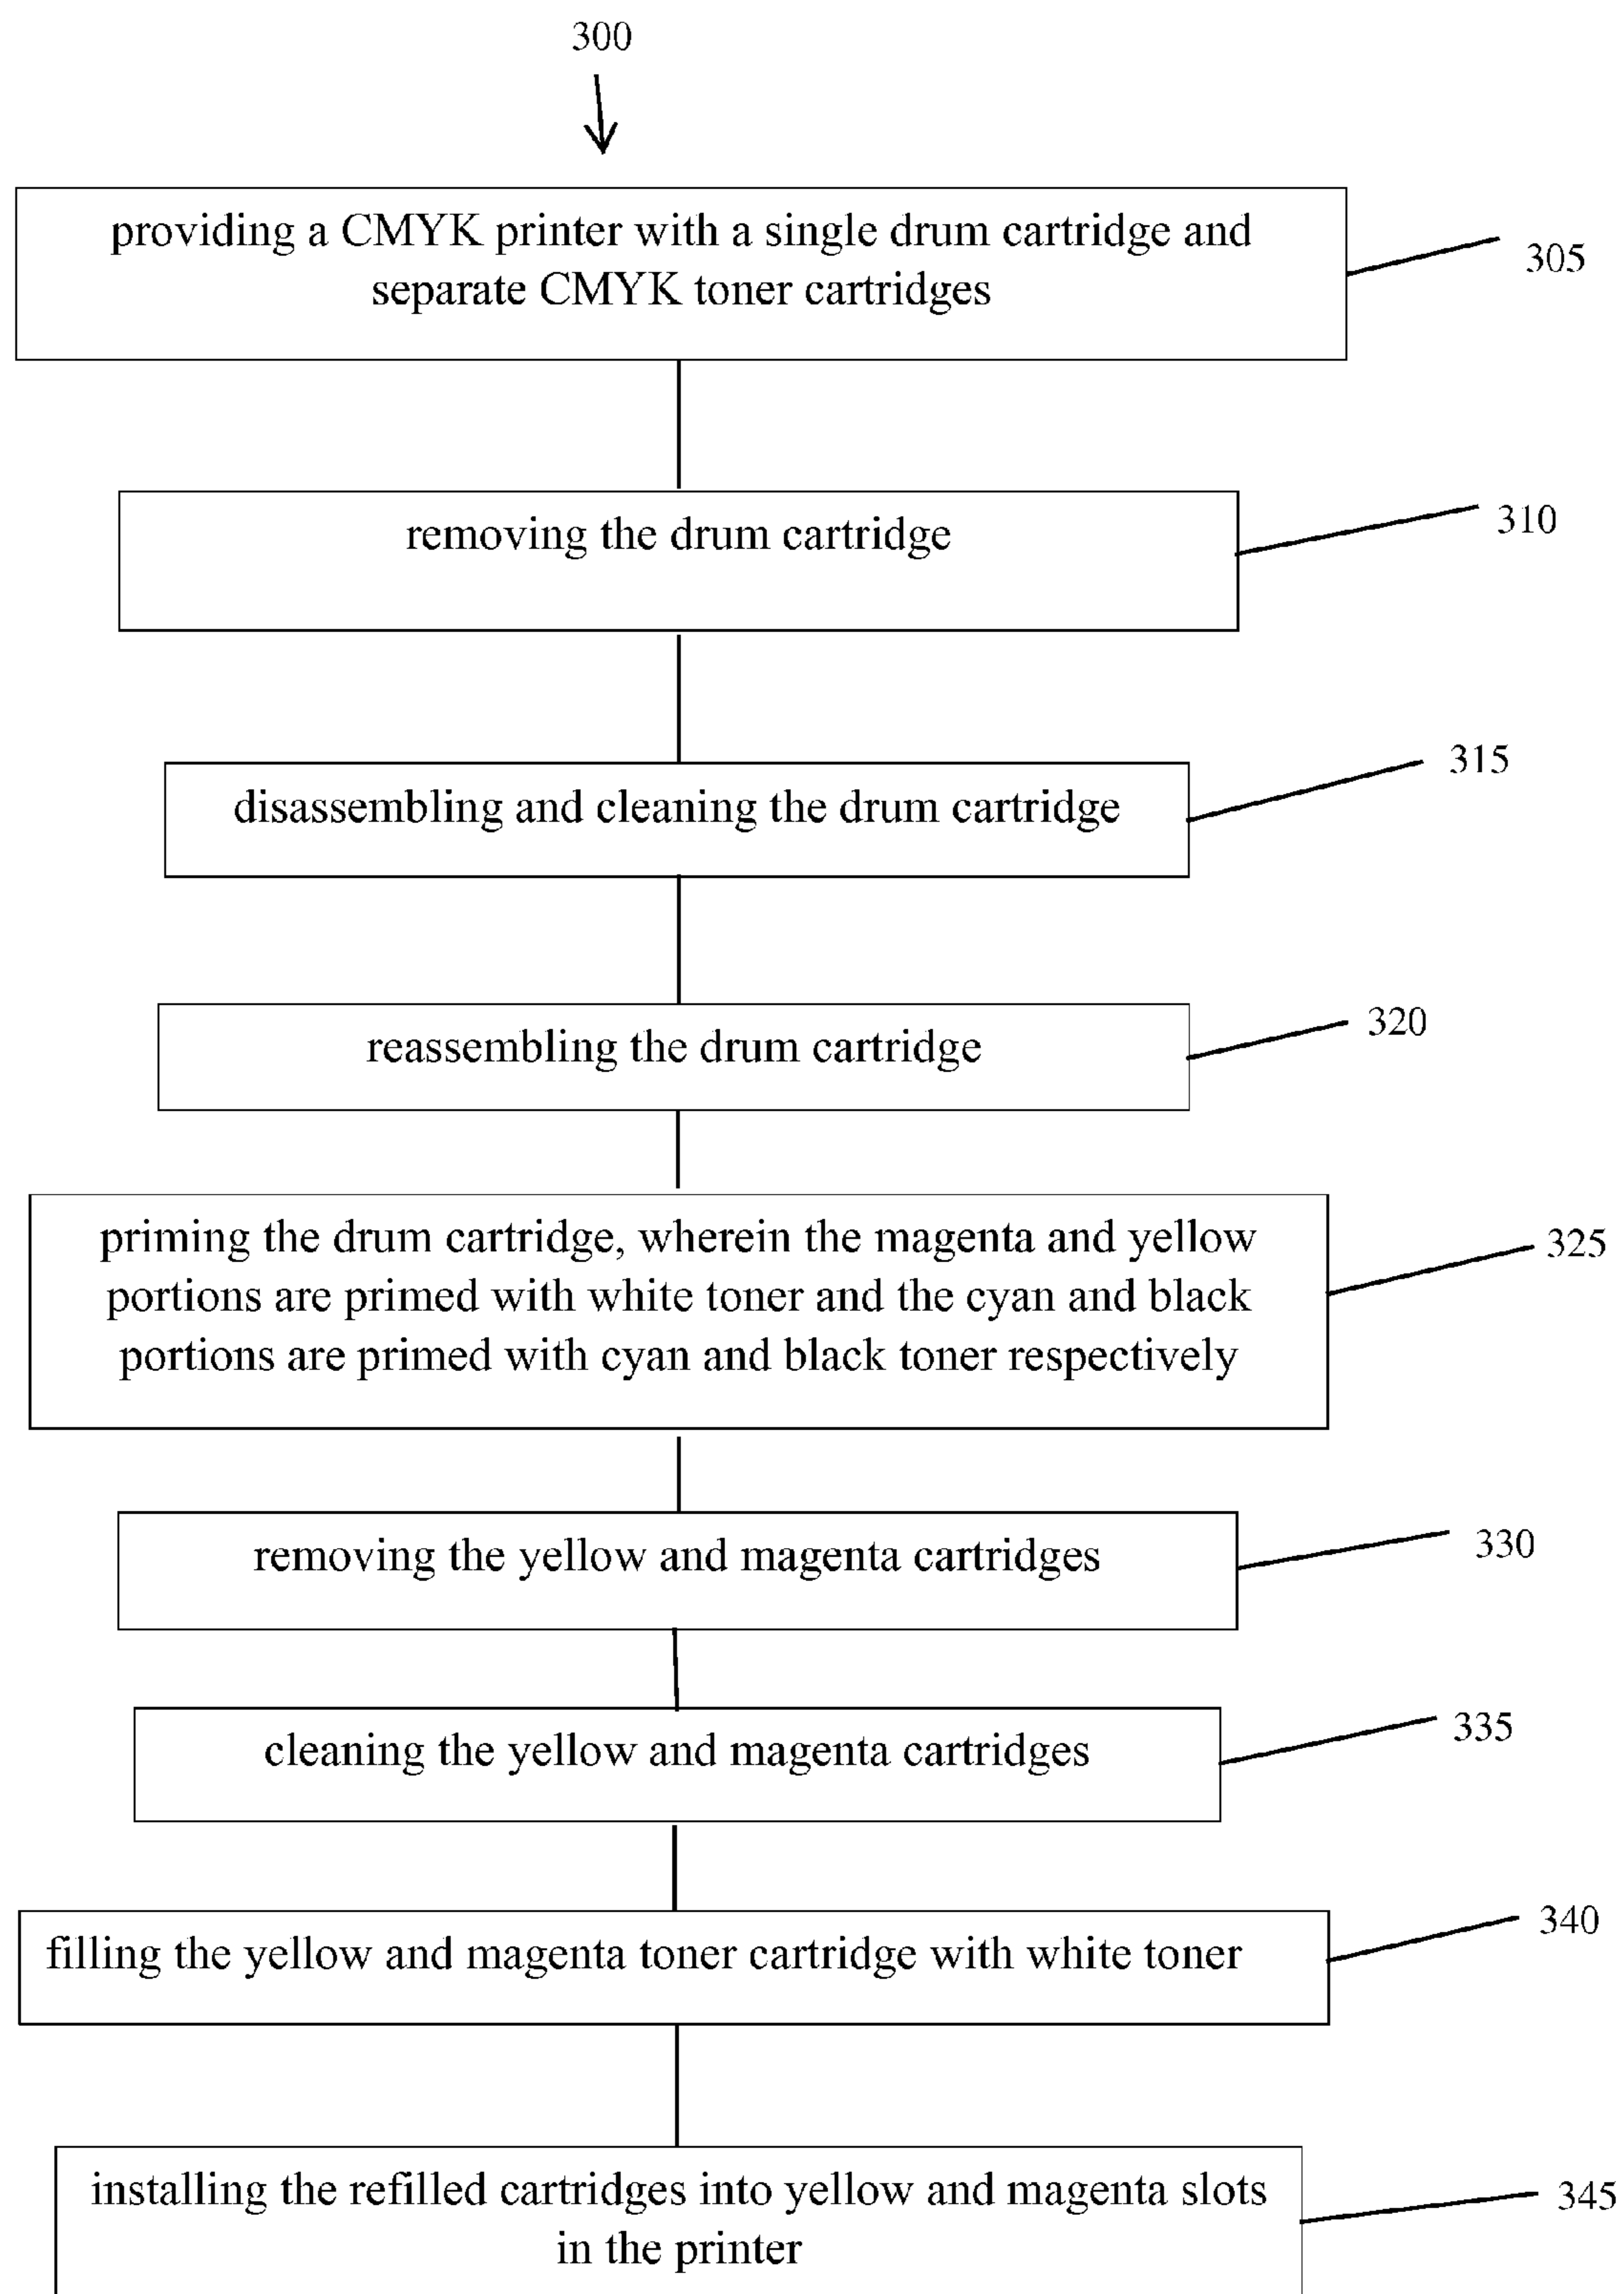 300
providing a CMYK printer with a single drum cartridge and
separate CMYK toner cartridges
305
removing the drum cartridge
310
disassembling and cleaning the drum cartridge
315
reassembling the drum cartridge
320
priming the drum cartridge, wherein the magenta and yellow
portions are primed with white toner and the cyan and black
portions are primed with cyan and black toner respectively
325
removing the yellow and magenta cartridges
330
cleaning the yellow and magenta cartridges
335
filling the yellow and magenta toner cartridge with white toner
340
installing the refilled cartridges into yellow and magenta slots
in the printer
345